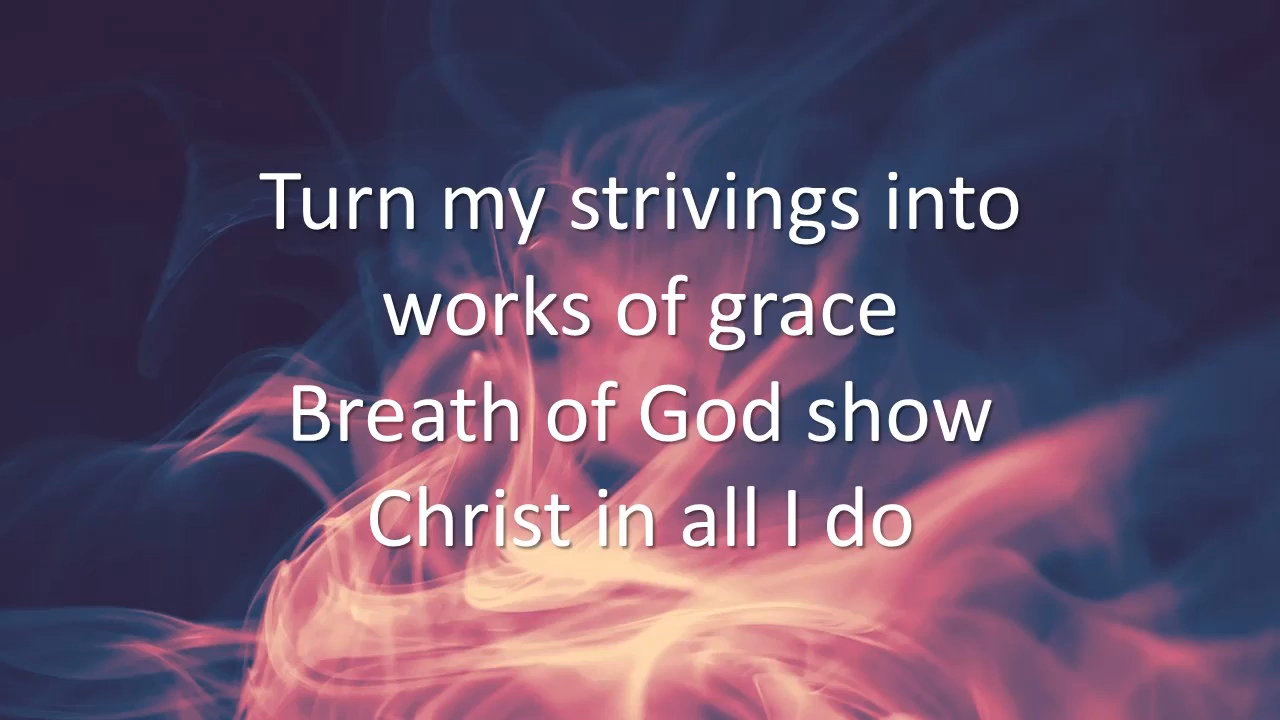 Turn my strivings into
works of grace
Breath of God show
Christ in all I do